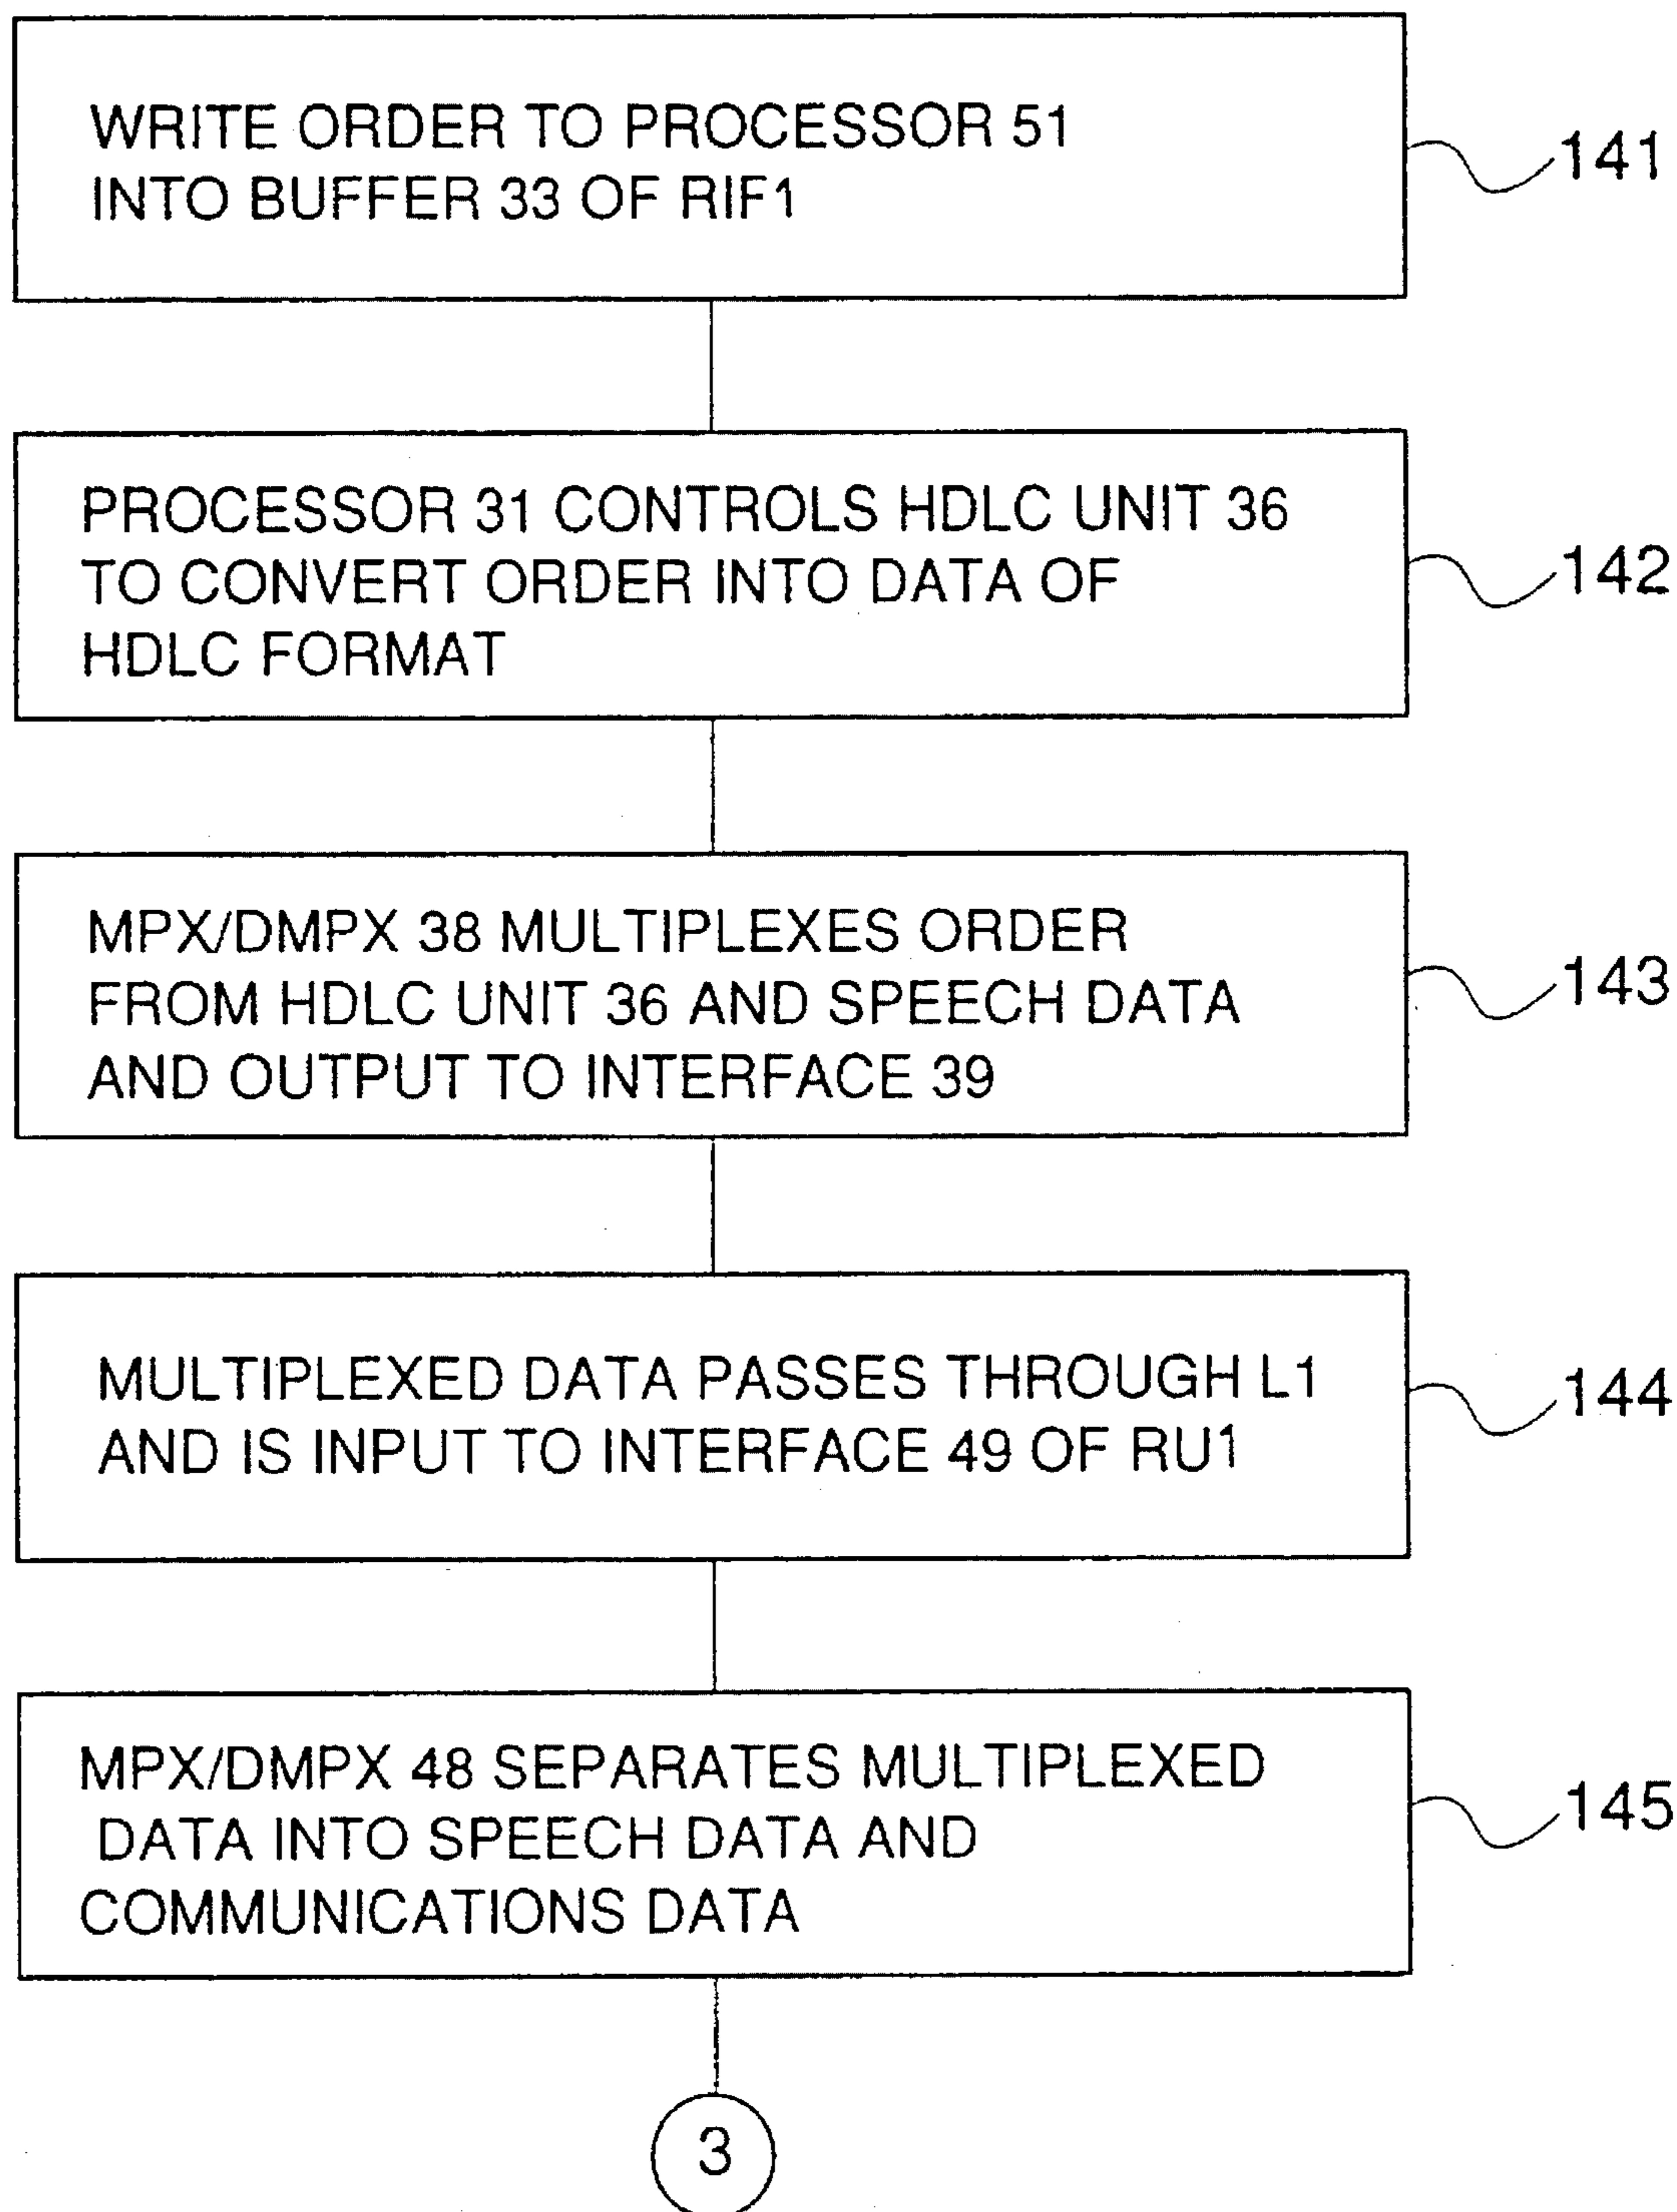 WRITE ORDER TO PROCESSOR 51
INTO BUFFER 33 OF RIF1
141
PROCESSOR 31 CONTROLS HDLC UNIT 36
TO CONVERT ORDER INTO DATA OF
HDLC FORMAT
142
MPX/DMPX 38 MULTIPLEXES ORDER
FROM HDLC UNIT 36 AND SPEECH DATA
AND OUTPUT TO INTERFACE 39
143
MULTIPLEXED DATA PASSES THROUGH L1
AND IS INPUT TO INTERFACE 49 OF RU1
144
MPX/DMPX 48 SEPARATES MULTIPLEXED
DATA INTO SPEECH DATA AND
COMMUNICATIONS DATA
145
3